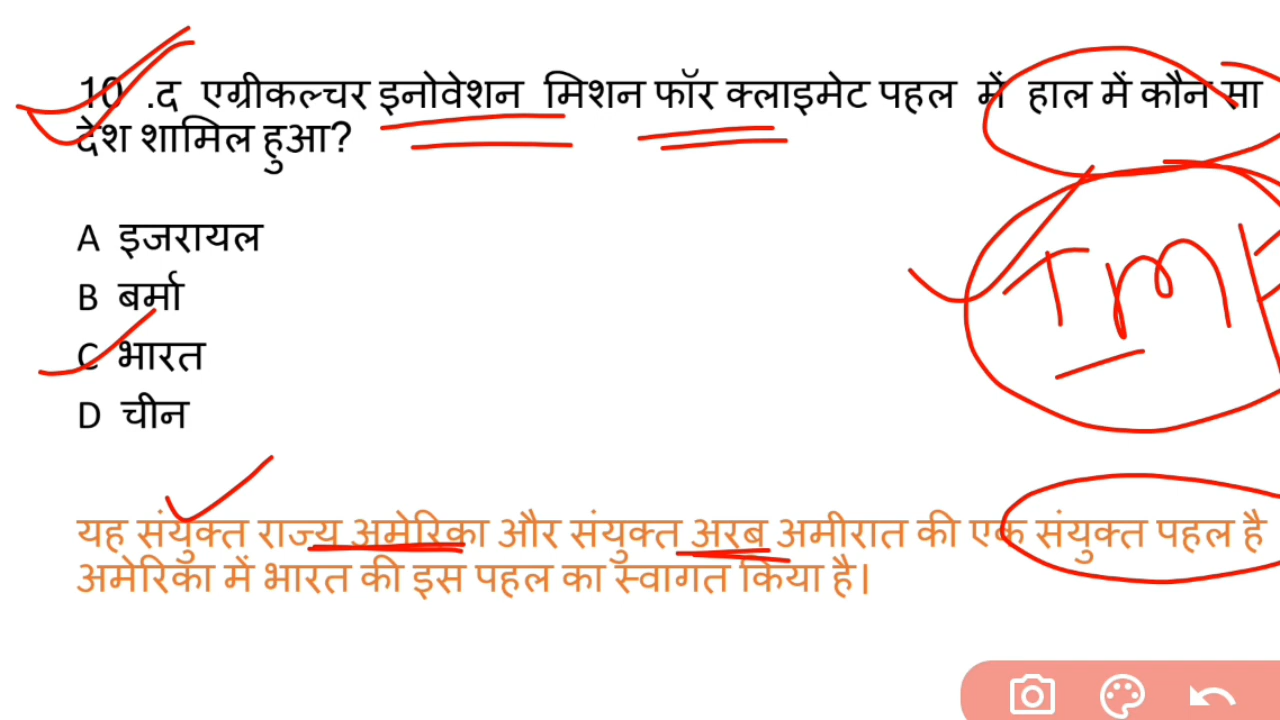 10 .द एग्रीकल्चर इनोवेशन मिशन फॉर क्लाइमेट पहल में हाल में कौन सा
देश शामिल हुआ?
A इजरायल
B बर्मा
C भारत
D चीन
यह संयुक्त राज्य अमेरिका और संयुक्त अरब अमीरात की एक संयुक्त पहल है
अमेरिका में भारत की इस पहल का स्वागत किया है।